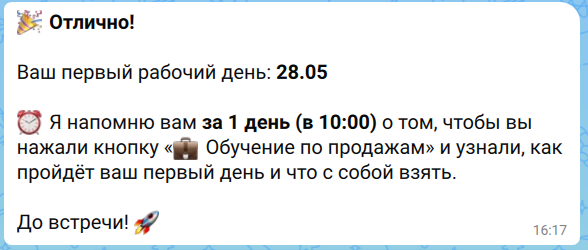 🎉 Отлично!
Ваш первый рабочий день: 28.05
⏰ Я напомню вам за 1 день (в 10:00) о том, чтобы вы
нажали кнопку «💼 Обучение по продажам» и узнали, как
пройдёт ваш первый день и что с собой взять.
До встречи! 🚀
16:17